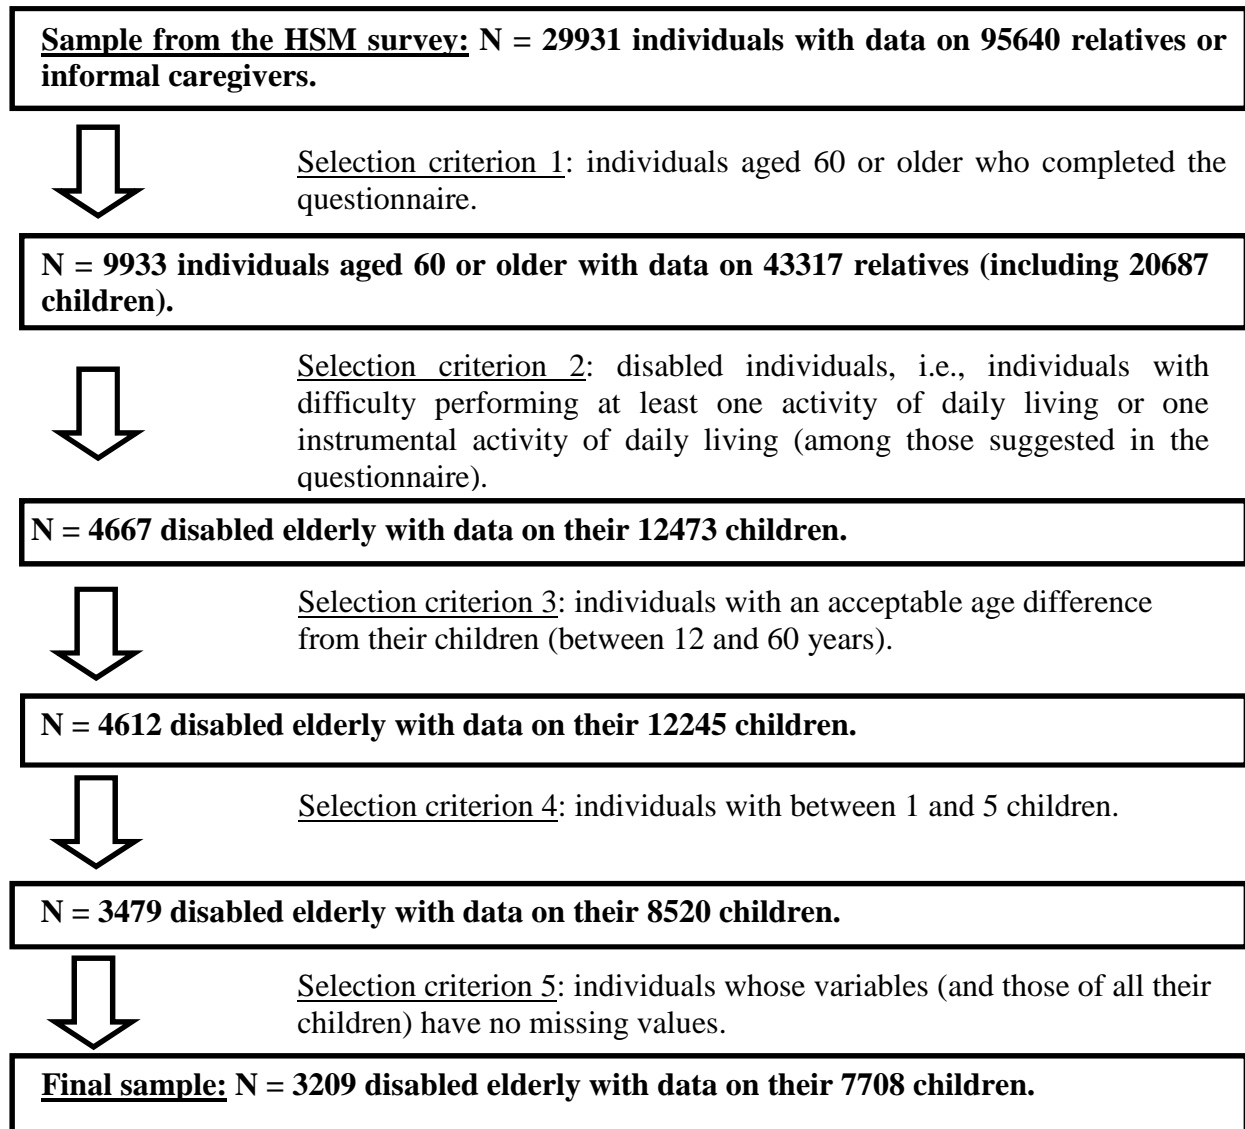 Sample from the HSM survey: N = 29931 individuals with data on 95640 relatives or
informal caregivers.
Selection criterion 1: individuals aged 60 or older who completed the
questionnaire.
N = 9933 individuals aged 60 or older with data on 43317 relatives (including 20687
children).
Selection criterion 2: disabled individuals, i.e., individuals with
difficulty performing at least one activity of daily living or one
instrumental activity of daily living (among those suggested in the
questionnaire).
N = 4667 disabled elderly with data on their 12473 children.
Selection criterion 3: individuals with an acceptable age difference
from their children (between 12 and 60 years).
N = 4612 disabled elderly with data on their 12245 children.
Selection criterion 4: individuals with between 1 and 5 children.
N = 3479 disabled elderly with data on their 8520 children.
Selection criterion 5: individuals whose variables (and those of all their
children) have no missing values.
Final sample: N = 3209 disabled elderly with data on their 7708 children.